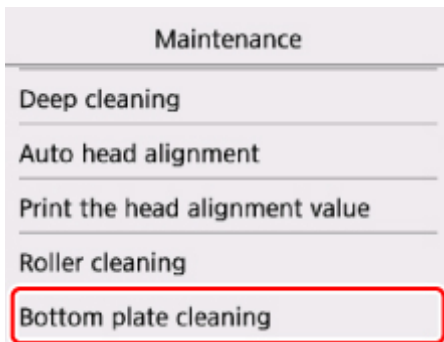 Maintenance
Deep cleaning
Auto head alignment
Print the head alignment value
Roller cleaning
Bottom plate cleaning